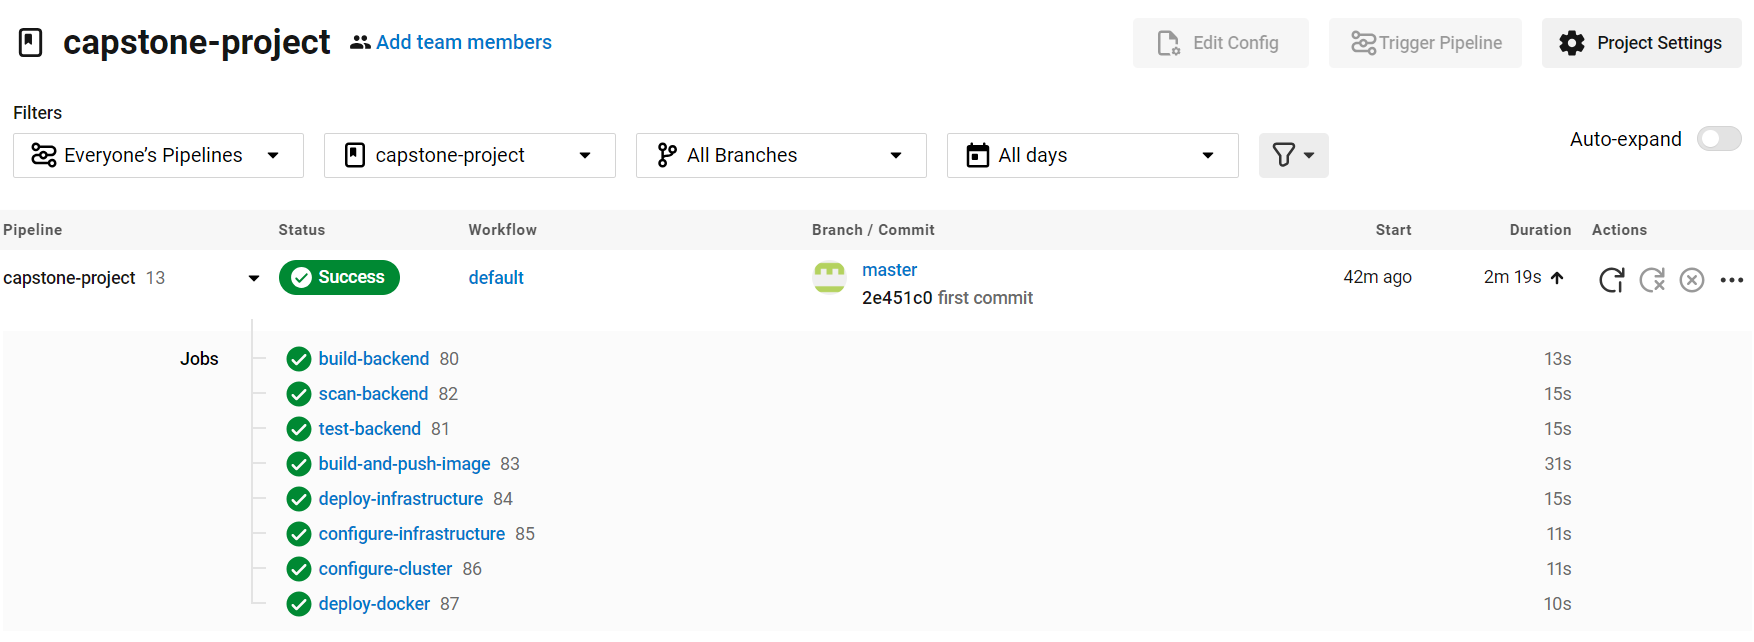 capstone-project Add team members Edit Config Trigger Pipeline Project Settings
Filters
Everyone's Pipelines capstone-project All Branches All days Auto-expand
Pipeline Status Workflow Branch / Commit Start Duration Actions
capstone-project 13 Success default master 42m ago 2m 19s
2e451c0 first commit
Jobs build-backend 80 13s
scan-backend 82 15s
test-backend 81 15s
build-and-push-image 83 31s
deploy-infrastructure 84 15s
configure-infrastructure 85 11s
configure-cluster 86 11s
deploy-docker 87 10s